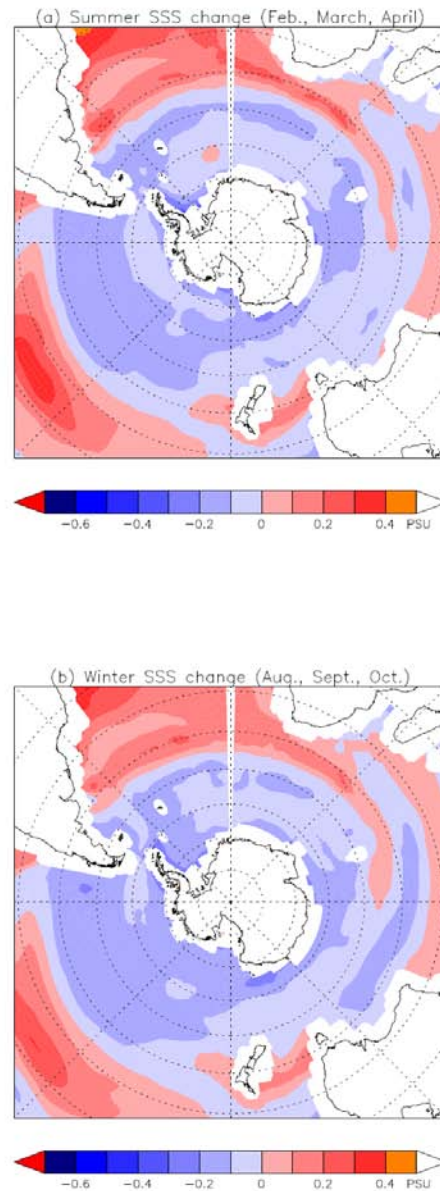 (a) Summer SSS change (Feb., March, April)
−0.6 −0.4 −0.2 0 0.2 0.4 PSU
(b) Winter SSS change (Aug., Sept., Oct.)
−0.6 −0.4 −0.2 0 0.2 0.4 PSU